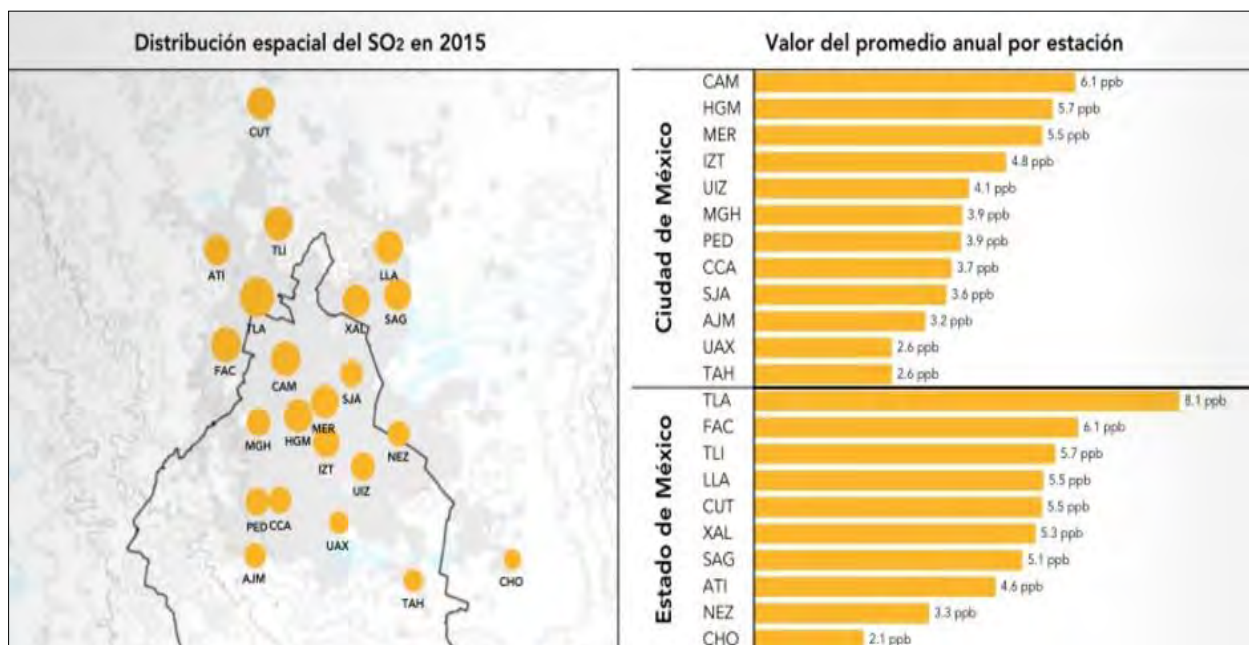 Distribución espacial del SO2 en 2015
CUT
TLI
ATI
LLA
TLA
XAL
SAG
FAC
CAM
SJA
MGH
HGM
MER
NEZ
IZT
UIZ
PED
CCA
UAX
AJM
TAH
CHO
Valor del promedio anual por estación
Ciudad de México
CAM 6.1 ppb
HGM 5.7 ppb
MER 5.5 ppb
IZT 4.8 ppb
UIZ 4.1 ppb
MGH 3.9 ppb
PED 3.9 ppb
CCA 3.7 ppb
SJA 3.6 ppb
AJM 3.2 ppb
UAX 2.6 ppb
TAH 2.6 ppb
Estado de México
TLA 8.1 ppb
FAC 6.1 ppb
TLI 5.7 ppb
LLA 5.5 ppb
CUT 5.5 ppb
XAL 5.3 ppb
SAG 5.1 ppb
ATI 4.6 ppb
NEZ 3.3 ppb
CHO 2.1 ppb